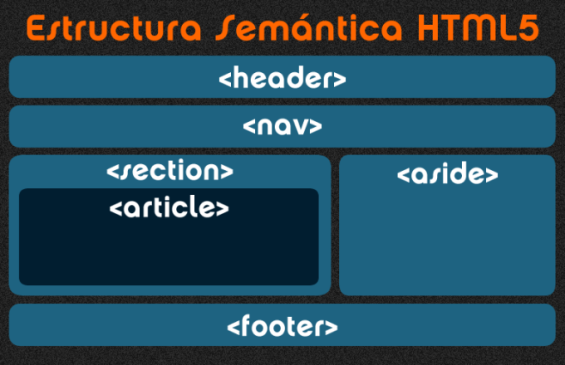 Estructura Semántica HTML5
<header>
<nav>
<section>
<aside>
<article>
<footer>